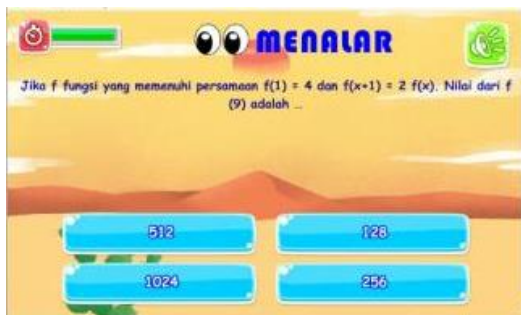 MENALAR
Jika f fungsi yang memenuhi persamaan f(1) = 4 dan f(x+1) = 2 f(x). Nilai dari f
(9) adalah ...
512
128
1024
256